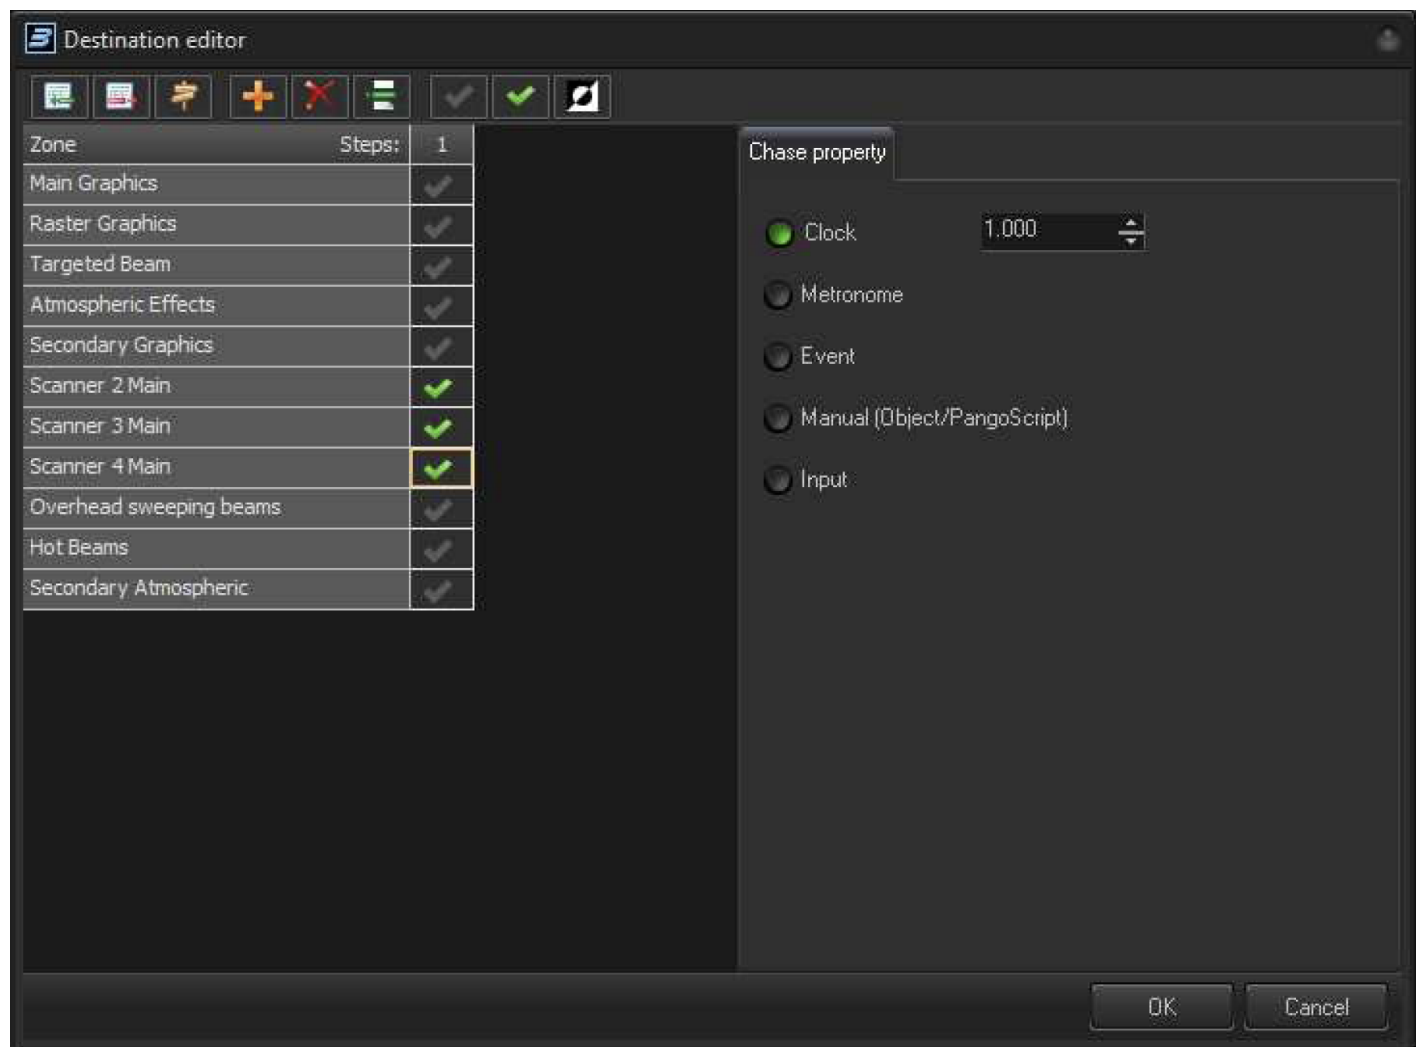 Destination editor
Zone Steps: 1
Main Graphics
Raster Graphics
Targeted Beam
Atmospheric Effects
Secondary Graphics
Scanner 2 Main
Scanner 3 Main
Scanner 4 Main
Overhead sweeping beams
Hot Beams
Secondary Atmospheric
Chase property
Clock 1.000
Metronome
Event
Manual (Object/PangoScript)
Input
OK Cancel